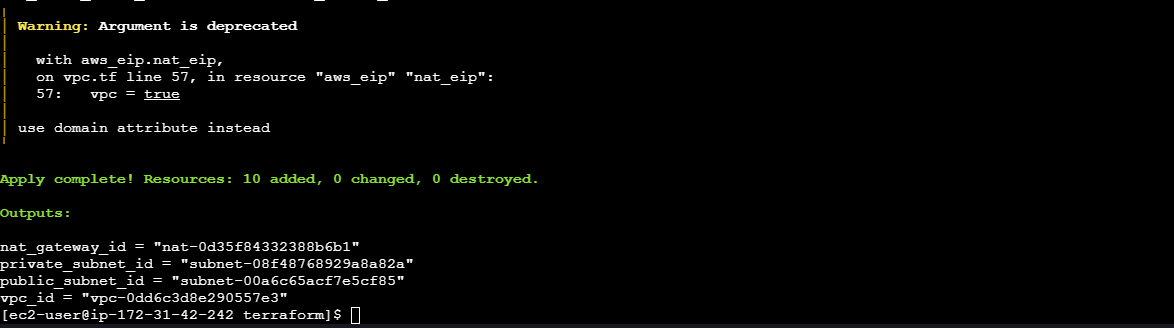 Warning: Argument is deprecated
with aws_eip.nat_eip,
on vpc.tf line 57, in resource "aws_eip" "nat_eip":
57:   vpc = true
use domain attribute instead
Apply complete! Resources: 10 added, 0 changed, 0 destroyed.
Outputs:
nat_gateway_id = "nat-0d35f84332388b6b1"
private_subnet_id = "subnet-08f48768929a8a82a"
public_subnet_id = "subnet-00a6c65acf7e5cf85"
vpc_id = "vpc-0dd6c3d8e290557e3"
[ec2-user@ip-172-31-42-242 terraform]$